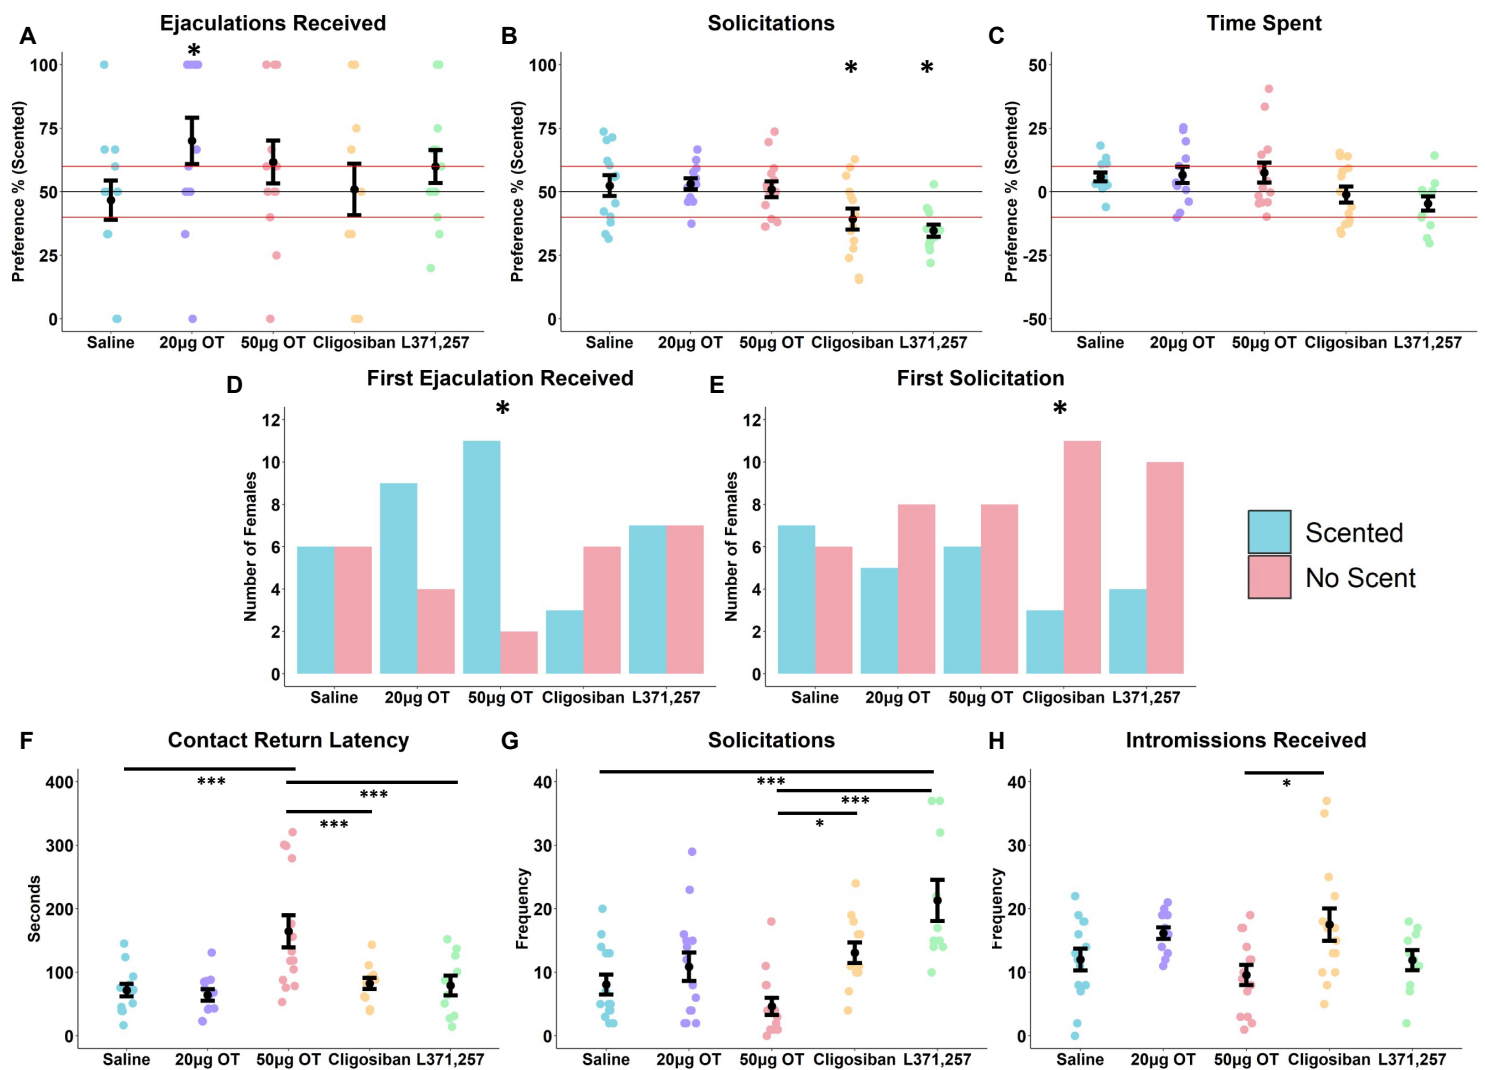 A Ejaculations Received
*
Preference % (Scented)
100
75
50
25
0
Saline 20µg OT 50µg OT Cligosiban L371,257
B Solicitations
* *
Preference % (Scented)
100
75
50
25
0
Saline 20µg OT 50µg OT Cligosiban L371,257
C Time Spent
Preference % (Scented)
50
25
0
-25
-50
Saline 20µg OT 50µg OT Cligosiban L371,257
D First Ejaculation Received
*
Number of Females
12
10
8
6
4
2
0
Saline 20µg OT 50µg OT Cligosiban L371,257
E First Solicitation
*
Number of Females
12
10
8
6
4
2
0
Saline 20µg OT 50µg OT Cligosiban L371,257
Scented
No Scent
F Contact Return Latency
***
***
***
Seconds
400
300
200
100
0
Saline 20µg OT 50µg OT Cligosiban L371,257
G Solicitations
***
***
*
Frequency
40
30
20
10
0
Saline 20µg OT 50µg OT Cligosiban L371,257
H Intromissions Received
*
Frequency
40
30
20
10
0
Saline 20µg OT 50µg OT Cligosiban L371,257